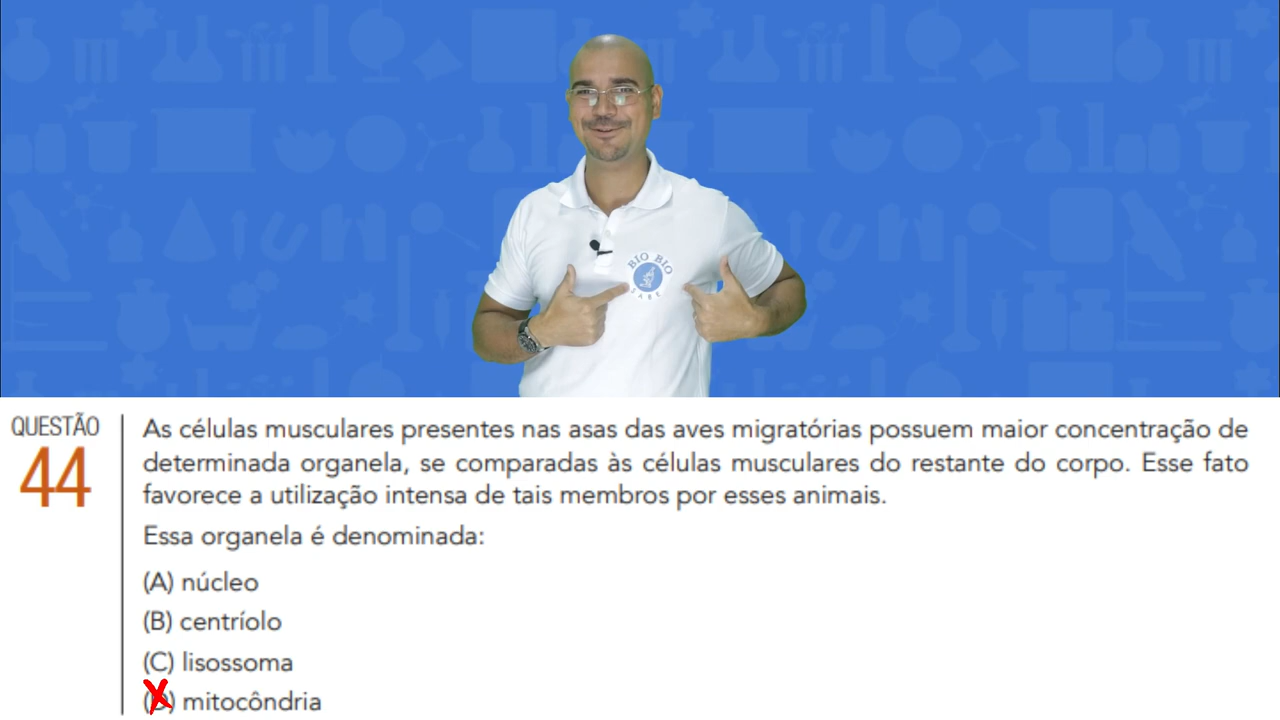 BIO BIO
SABE
QUESTÃO
44
As células musculares presentes nas asas das aves migratórias possuem maior concentração de
determinada organela, se comparadas às células musculares do restante do corpo. Esse fato
favorece a utilização intensa de tais membros por esses animais.
Essa organela é denominada:
(A) núcleo
(B) centríolo
(C) lisossoma
(D) mitocôndria